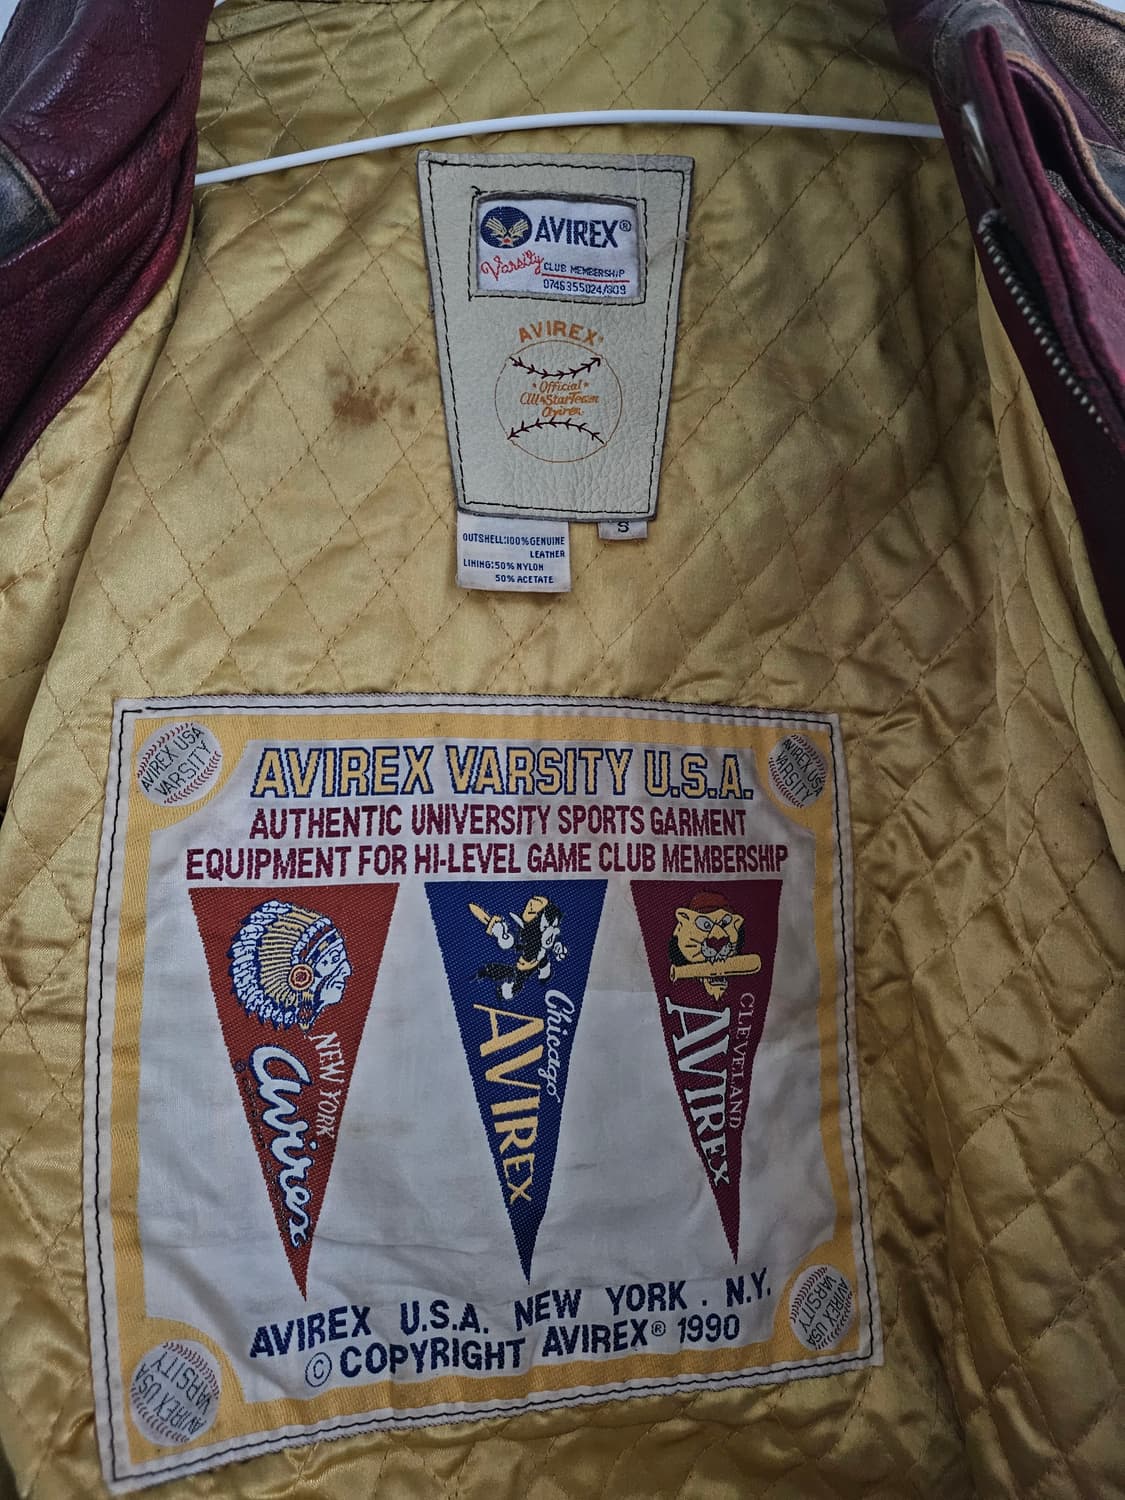 AVIREX®
Varsity CLUB MEMBERSHIP
0746355024/309
AVIREX®
Official
All Star Team
Avirex
S
OUTSHELL:100%GENUINE
LEATHER
LINING:50% NYLON
50% ACETATE
AVIREX USA
VARSITY
AVIREX USA
VARSITY
AVIREX VARSITY U.S.A.
AUTHENTIC UNIVERSITY SPORTS GARMENT
EQUIPMENT FOR HI-LEVEL GAME CLUB MEMBERSHIP
NEW YORK
Avirex
Chicago
AVIREX
CLEVELAND
AVIREX
AVIREX U.S.A. NEW YORK . N.Y.
© COPYRIGHT AVIREX® 1990
VARSITY
AVIREX USA
AVIREX USA
VARSITY